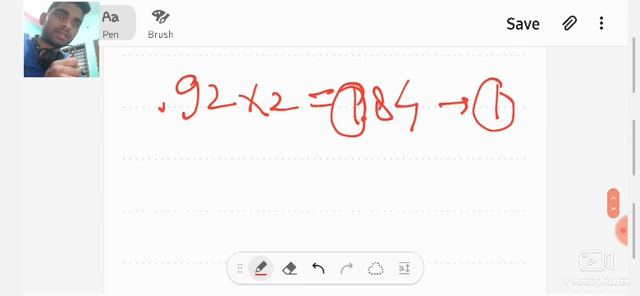 Aa
Pen
Brush
Save
.92 x 2 = 1.84 → 1
V RECORDER